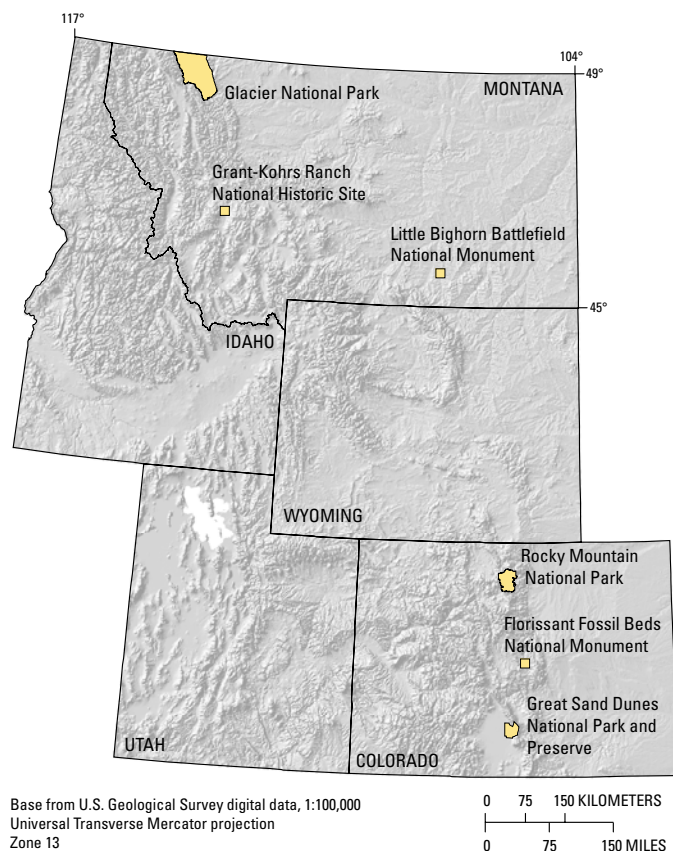 117°
104°
49°
MONTANA
Glacier National Park
Grant-Kohrs Ranch
National Historic Site
Little Bighorn Battlefield
National Monument
45°
IDAHO
WYOMING
Rocky Mountain
National Park
Florissant Fossil Beds
National Monument
Great Sand Dunes
National Park and
Preserve
UTAH
COLORADO
Base from U.S. Geological Survey digital data, 1:100,000
Universal Transverse Mercator projection
Zone 13
0 75 150 KILOMETERS
0 75 150 MILES